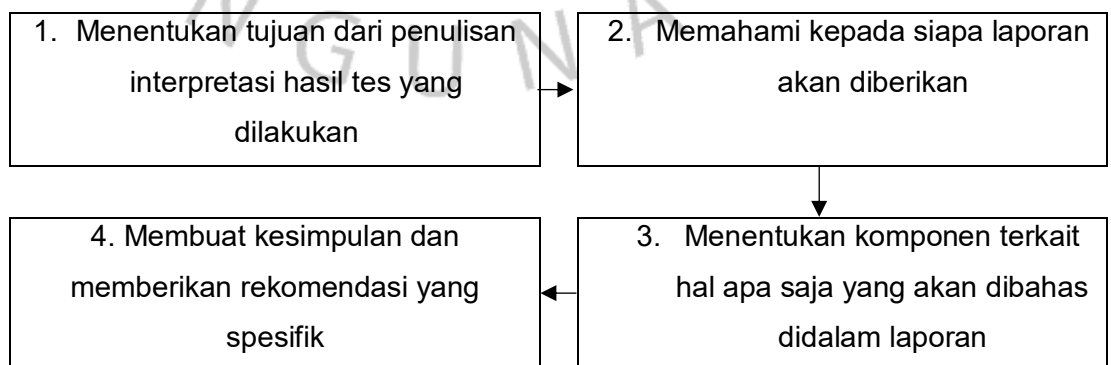 1. Menentukan tujuan dari penulisan
interpretasi hasil tes yang
dilakukan
2. Memahami kepada siapa laporan
akan diberikan
3. Menentukan komponen terkait
hal apa saja yang akan dibahas
didalam laporan
4. Membuat kesimpulan dan
memberikan rekomendasi yang
spesifik
N G U N A